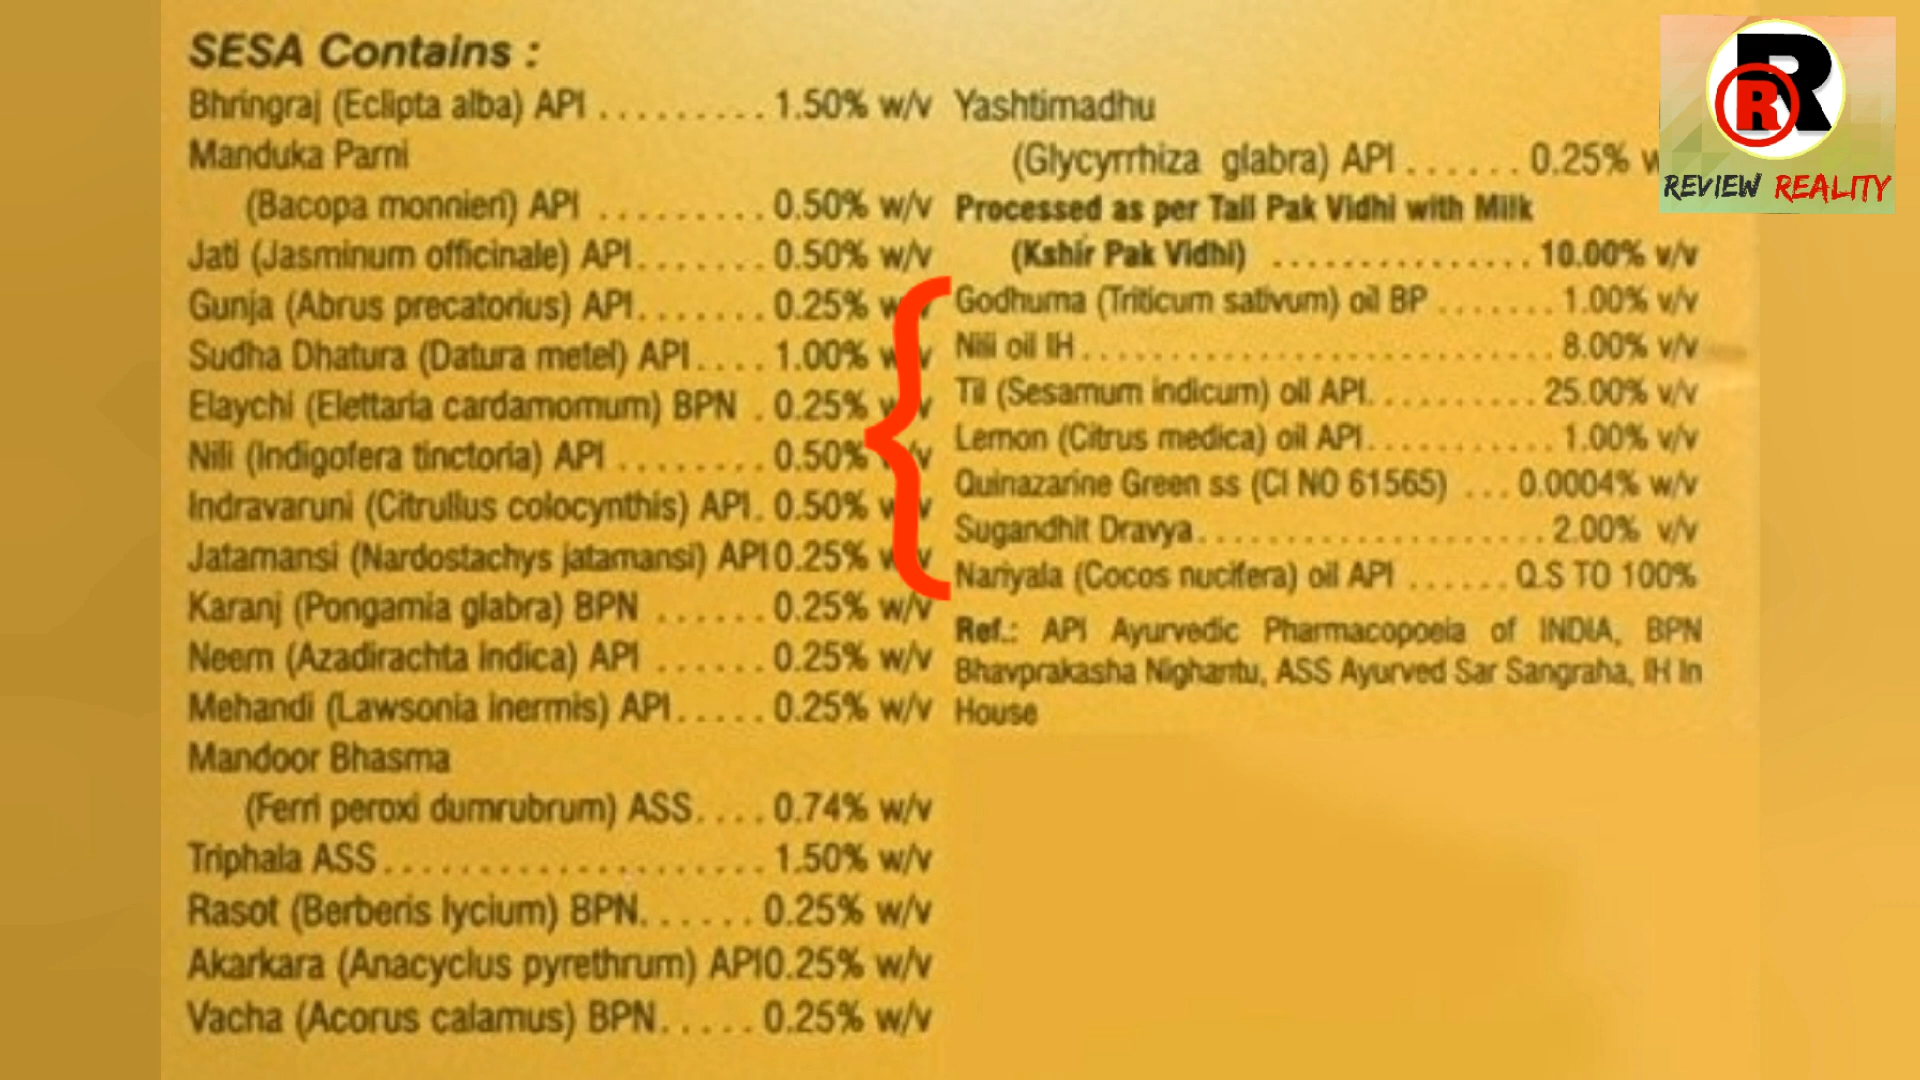 SESA Contains :
Bhringraj (Eclipta alba) API ......... 1.50% w/v
Manduka Parni
(Bacopa monnieri) API ......... 0.50% w/v
Jati (Jasminum officinale) API....... 0.50% w/v
Gunja (Abrus precatorius) API....... 0.25% w/v
Sudha Dhatura (Datura metel) API.... 1.00% w/v
Elaychi (Elettaria cardamomum) BPN . 0.25% w/v
Nili (Indigofera tinctoria) API ........ 0.50% w/v
Indravaruni (Citrullus colocynthis) API. 0.50% w/v
Jatamansi (Nardostachys jatamansi) API 0.25% w/v
Karanj (Pongamia glabra) BPN ...... 0.25% w/v
Neem (Azadirachta indica) API ...... 0.25% w/v
Mehandi (Lawsonia inermis) API..... 0.25% w/v
Mandoor Bhasma
(Ferri peroxi dumrubrum) ASS.... 0.74% w/v
Triphala ASS.................... 1.50% w/v
Rasot (Berberis lycium) BPN...... 0.25% w/v
Akarkara (Anacyclus pyrethrum) API0.25% w/v
Vacha (Acorus calamus) BPN..... 0.25% w/v
Yashtimadhu
(Glycyrrhiza glabra) API ...... 0.25% w
Processed as per Tail Pak Vidhi with Milk
(Kshir Pak Vidhi) ............... 10.00% v/v
Godhuma (Triticum sativum) oil BP ....... 1.00% v/v
Nili oil IH............................ 8.00% v/v
Til (Sesamum indicum) oil API.......... 25.00% v/v
Lemon (Citrus medica) oil API........... 1.00% v/v
Quinazarine Green ss (CI NO 61565) ... 0.0004% w/v
Sugandhit Dravya..................... 2.00% v/v
Nariyala (Cocos nucifera) oil API ...... Q.S TO 100%
Ref.: API Ayurvedic Pharmacopoeia of INDIA, BPN
Bhavprakasha Nighantu, ASS Ayurved Sar Sangraha, IH In
House
R R
REVIEW REALITY